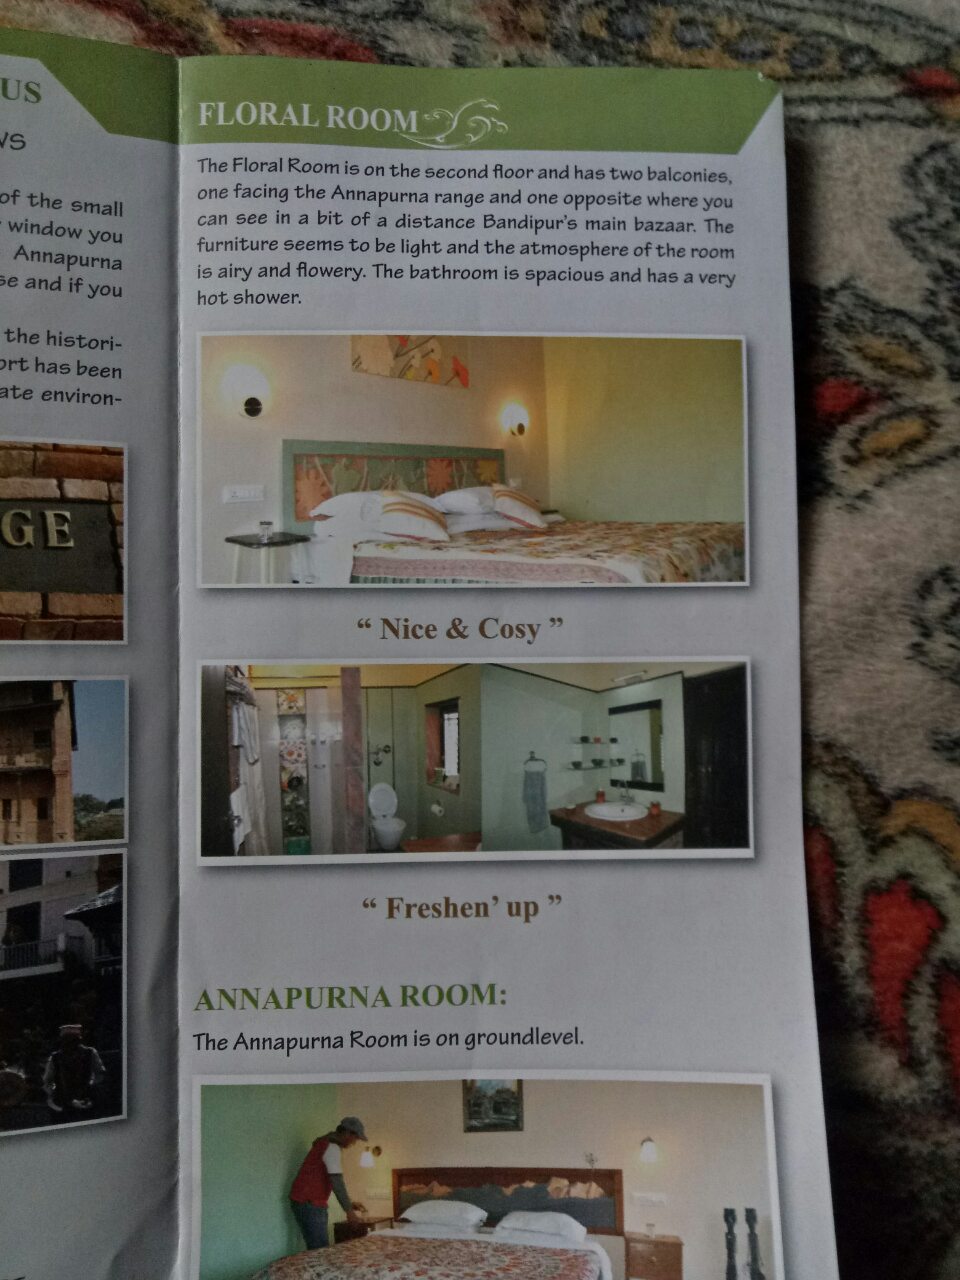 US
WS
of the small
window you
Annapurna
se and if you
the histori-
ort has been
ate environ-
GE
FLORAL ROOM
The Floral Room is on the second floor and has two balconies,
one facing the Annapurna range and one opposite where you
can see in a bit of a distance Bandipur's main bazaar. The
furniture seems to be light and the atmosphere of the room
is airy and flowery. The bathroom is spacious and has a very
hot shower.
“ Nice & Cosy ”
“ Freshen’ up ”
ANNAPURNA ROOM:
The Annapurna Room is on groundlevel.